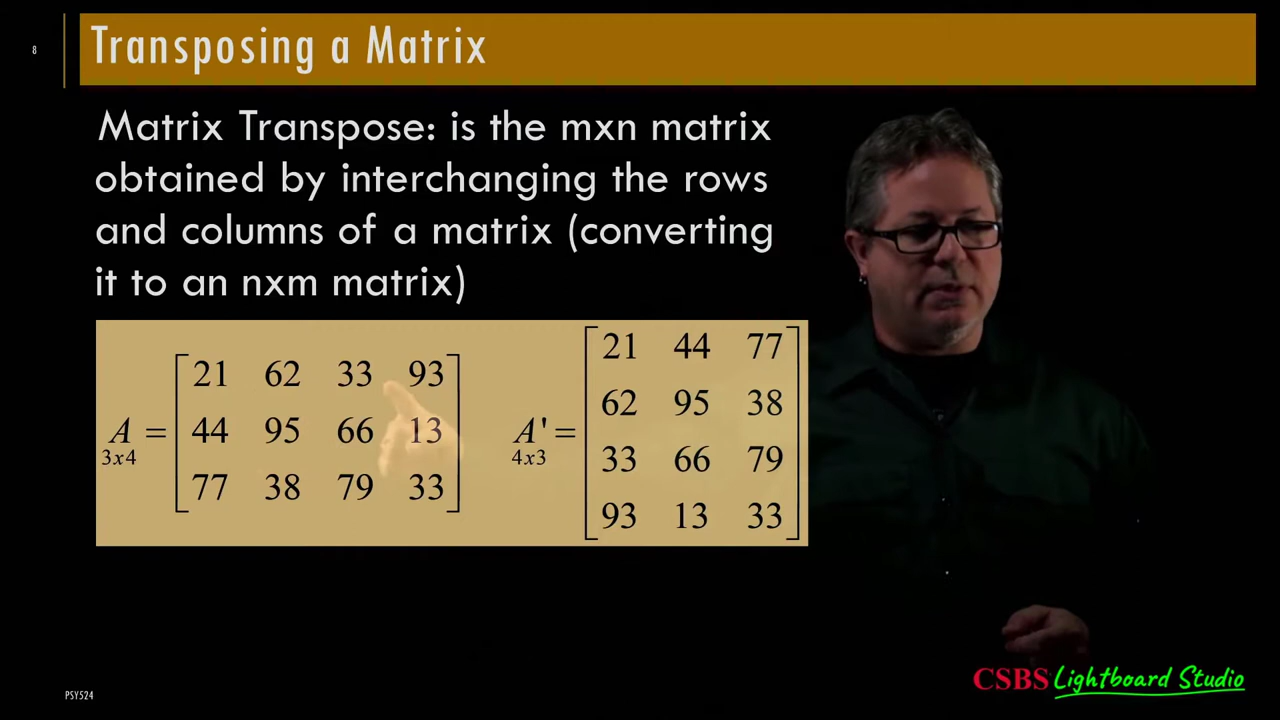 8
Transposing a Matrix
Matrix Transpose: is the mxn matrix
obtained by interchanging the rows
and columns of a matrix (converting
it to an nxm matrix)
A = [21 62 33 93
44 95 66 13
77 38 79 33]
3x4
A' = [21 44 77
62 95 38
33 66 79
93 13 33]
4x3
PSY524
CSBS Lightboard Studio